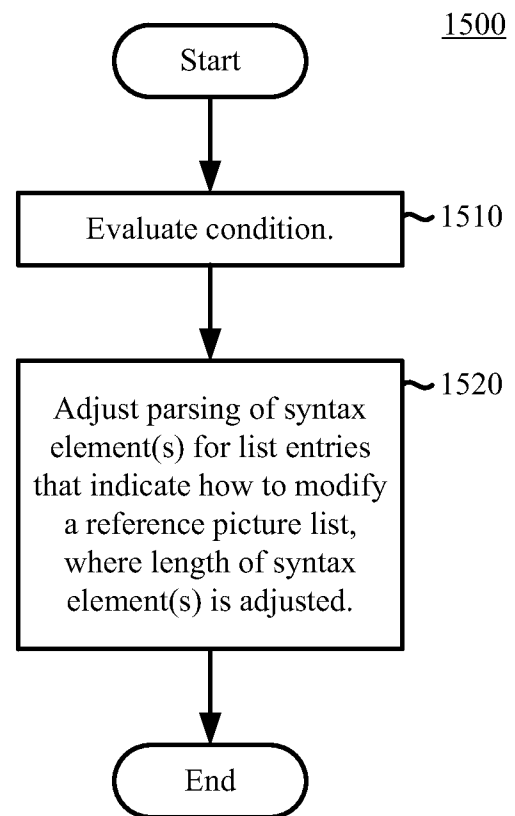 1500
Start
Evaluate condition.
1510
1520
Adjust parsing of syntax
element(s) for list entries
that indicate how to modify
a reference picture list,
where length of syntax
element(s) is adjusted.
End